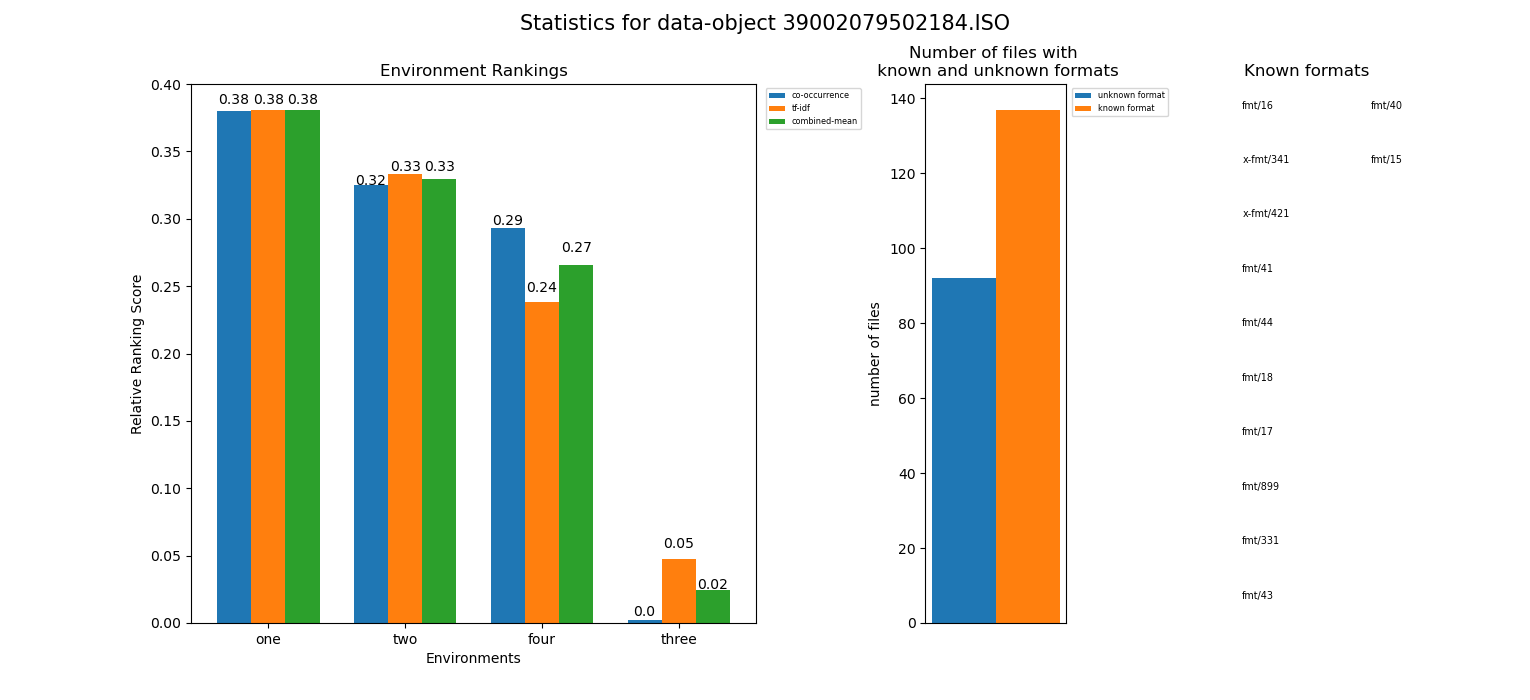 Statistics for data-object 39002079502184.ISO
Environment Rankings
0.40
0.35
0.30
0.25
0.20
0.15
0.10
0.05
0.00
Relative Ranking Score
0.38 0.38 0.38
0.32 0.33 0.33
0.29 0.24 0.27
0.0 0.05 0.02
one two four three
Environments
co-occurrence
tf-idf
combined-mean
Number of files with
known and unknown formats
140
120
100
80
60
40
20
0
number of files
unknown format
known format
Known formats
fmt/16 fmt/40
x-fmt/341 fmt/15
x-fmt/421
fmt/41
fmt/44
fmt/18
fmt/17
fmt/899
fmt/331
fmt/43